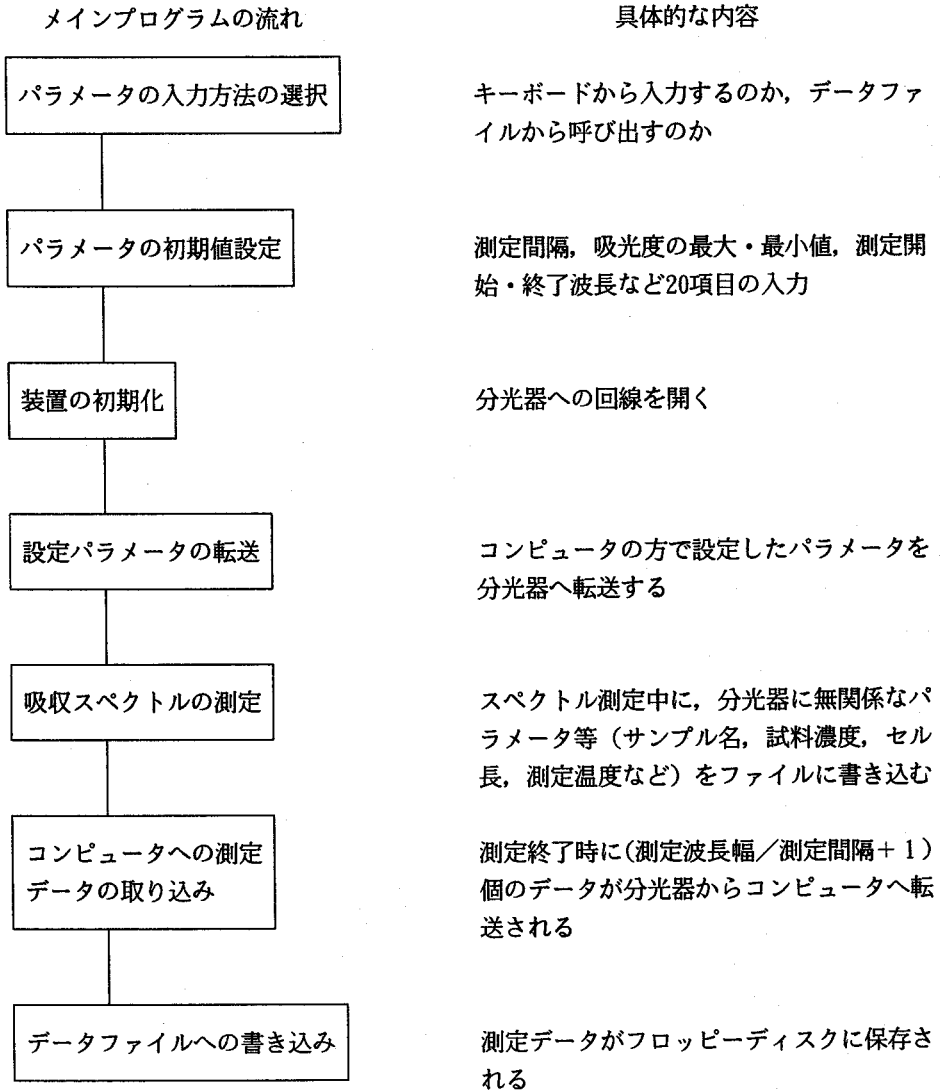 メインプログラムの流れ
具体的な内容
パラメータの入力方法の選択
キーボードから入力するのか，データファ
イルから呼び出すのか
パラメータの初期値設定
測定間隔，吸光度の最大・最小値，測定開
始・終了波長など20項目の入力
装置の初期化
分光器への回線を開く
設定パラメータの転送
コンピュータの方で設定したパラメータを
分光器へ転送する
吸収スペクトルの測定
スペクトル測定中に，分光器に無関係なパ
ラメータ等（サンプル名，試料濃度，セル
長，測定温度など）をファイルに書き込む
コンピュータへの測定
データの取り込み
測定終了時に（測定波長幅／測定間隔＋１）
個のデータが分光器からコンピュータへ転
送される
データファイルへの書き込み
測定データがフロッピーディスクに保存さ
れる